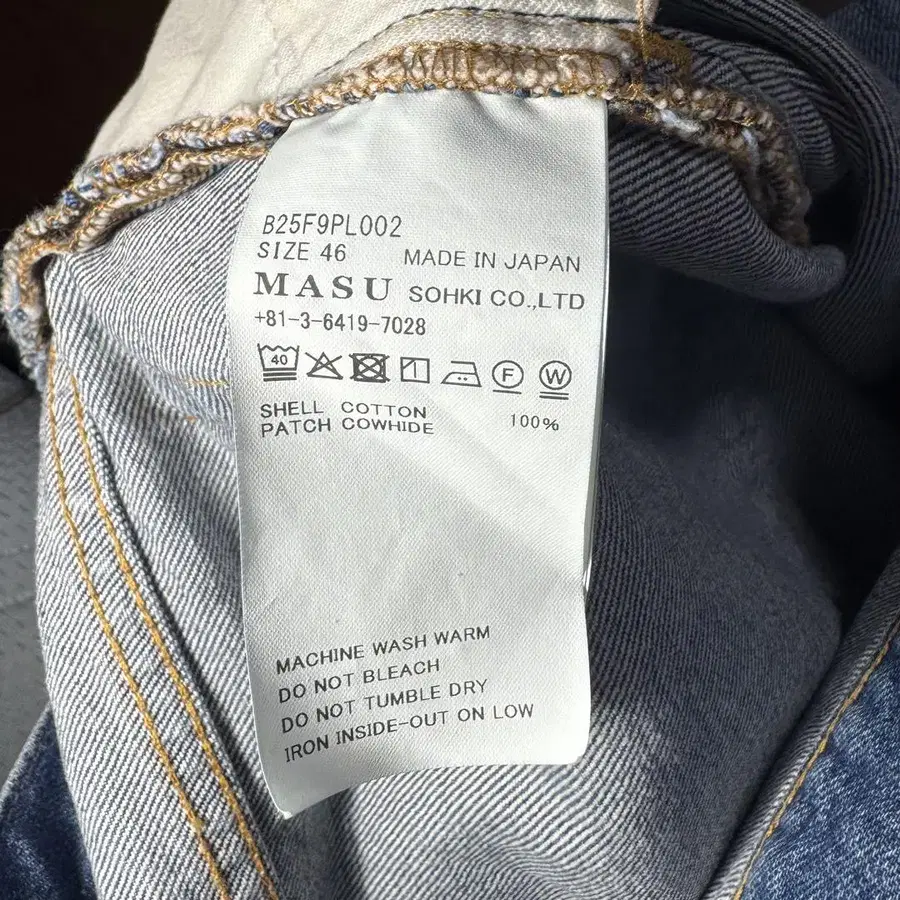 B25F9PL002
SIZE 46 MADE IN JAPAN
MASU SOHKI CO.,LTD
+81-3-6419-7028
40 F W
SHELL COTTON 100%
PATCH COWHIDE
MACHINE WASH WARM
DO NOT BLEACH
DO NOT TUMBLE DRY
IRON INSIDE-OUT ON LOW